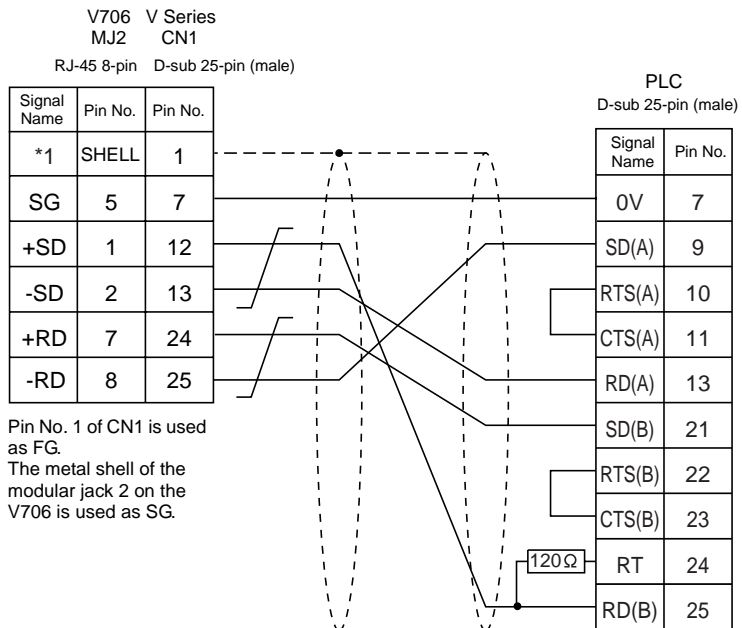 V706 V Series
MJ2 CN1
RJ-45 8-pin D-sub 25-pin (male)
Signal Name Pin No. Pin No.
*1 SHELL 1
SG 5 7
+SD 1 12
-SD 2 13
+RD 7 24
-RD 8 25
Pin No. 1 of CN1 is used
as FG.
The metal shell of the
modular jack 2 on the
V706 is used as SG.
PLC
D-sub 25-pin (male)
Signal Name Pin No.
0V 7
SD(A) 9
RTS(A) 10
CTS(A) 11
RD(A) 13
SD(B) 21
RTS(B) 22
CTS(B) 23
120Ω RT 24
RD(B) 25